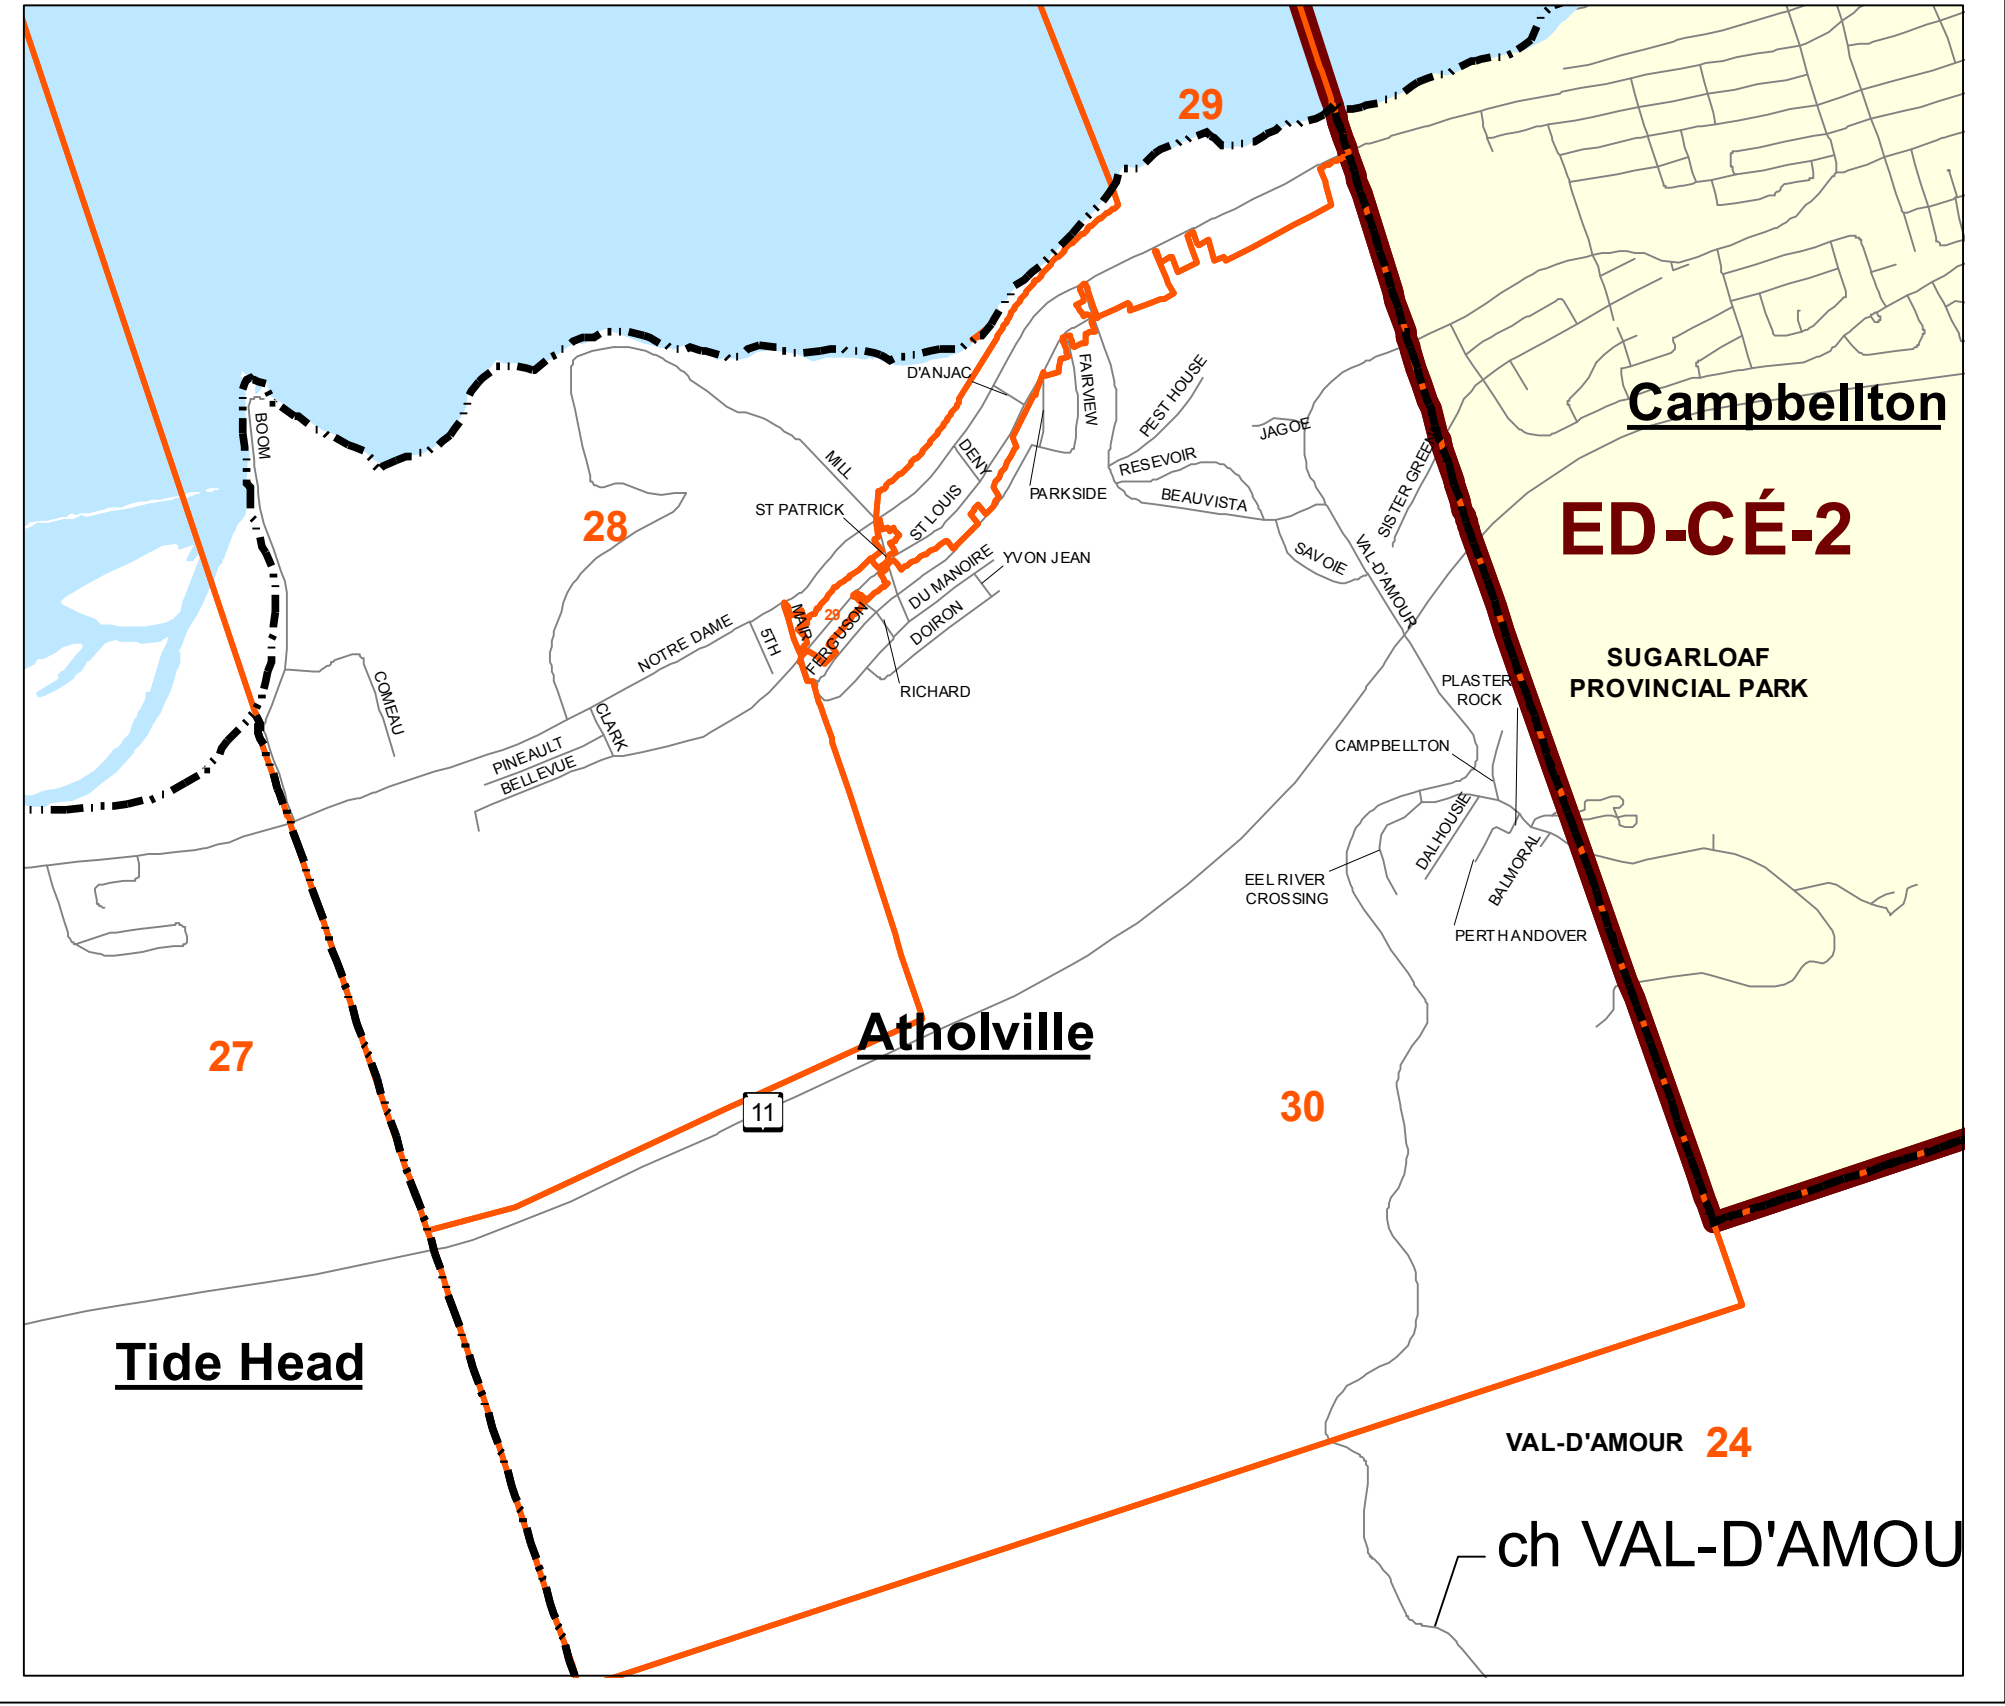 29
Campbellton
ED-CÉ-2
SUGARLOAF
PROVINCIAL PARK
BOOM
D'ANJAC
FAIRVIEW
PEST HOUSE
JAGOE
SISTER GREEN
MILL
DENY
RESEVOIR
PARKSIDE
BEAUVISTA
ST PATRICK
ST LOUIS
28
SAVOIE
VAL-D'AMOUR
YVON JEAN
DU MANOIRE
DOIRON
MAIR
29
FERGUSON
5TH
NOTRE DAME
RICHARD
COMEAU
CLARK
PINEAULT
BELLEVUE
PLASTER
ROCK
CAMPBELLTON
DALHOUSIE
EEL RIVER
CROSSING
BALMORAL
PERTH ANDOVER
27
Atholville
11
30
Tide Head
VAL-D'AMOUR 24
ch VAL-D'AMOU